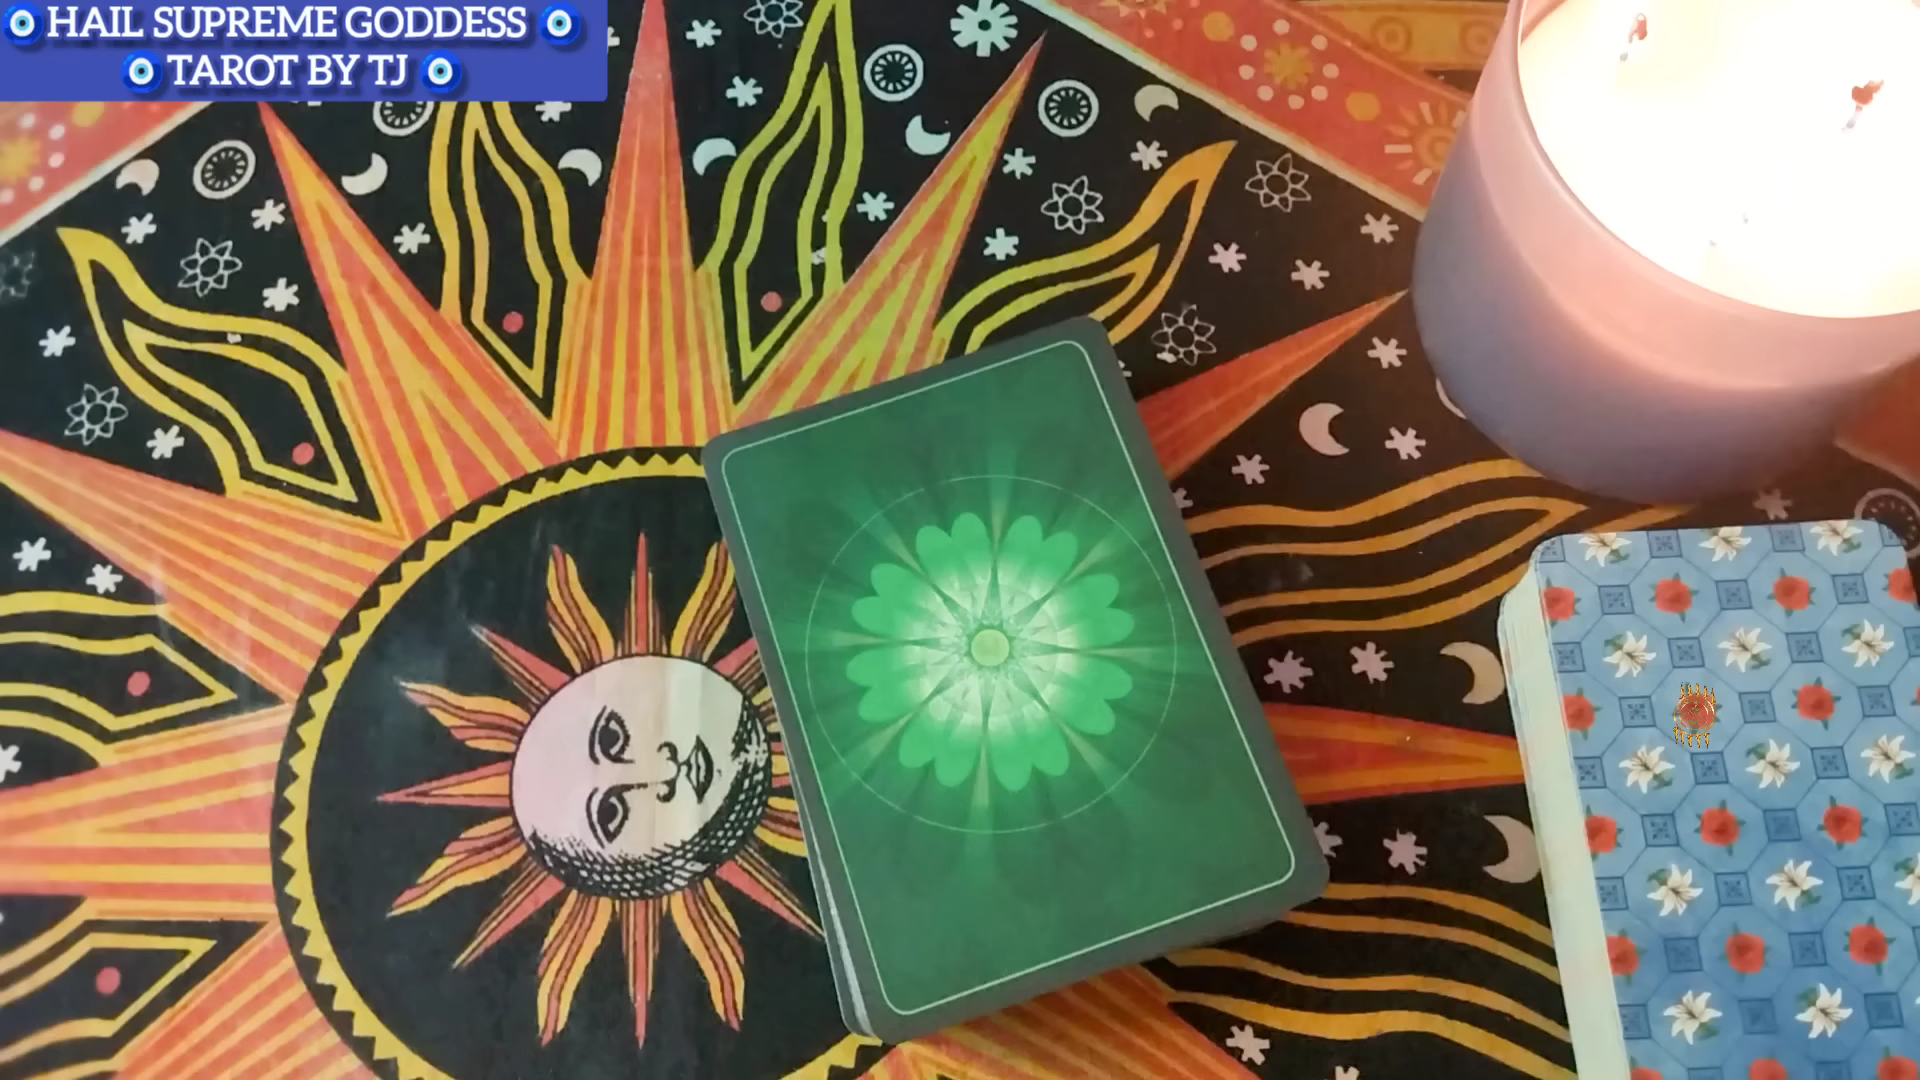 🧿HAIL SUPREME GODDESS 🧿
🧿 TAROT BY TJ 🧿